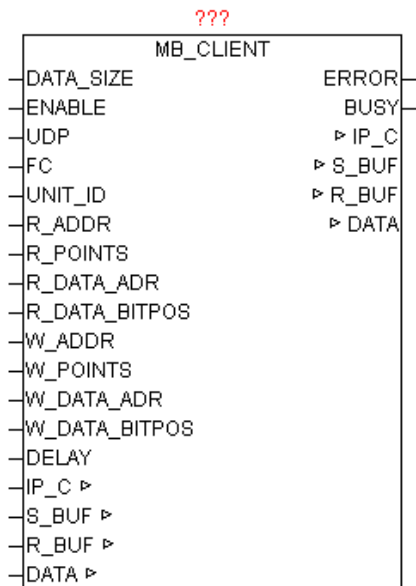 ???
MB_CLIENT
DATA_SIZE ERROR
ENABLE BUSY
UDP ▹ IP_C
FC ▹ S_BUF
UNIT_ID ▹ R_BUF
R_ADDR ▹ DATA
R_POINTS
R_DATA_ADR
R_DATA_BITPOS
W_ADDR
W_POINTS
W_DATA_ADR
W_DATA_BITPOS
DELAY
IP_C ▹
S_BUF ▹
R_BUF ▹
DATA ▹